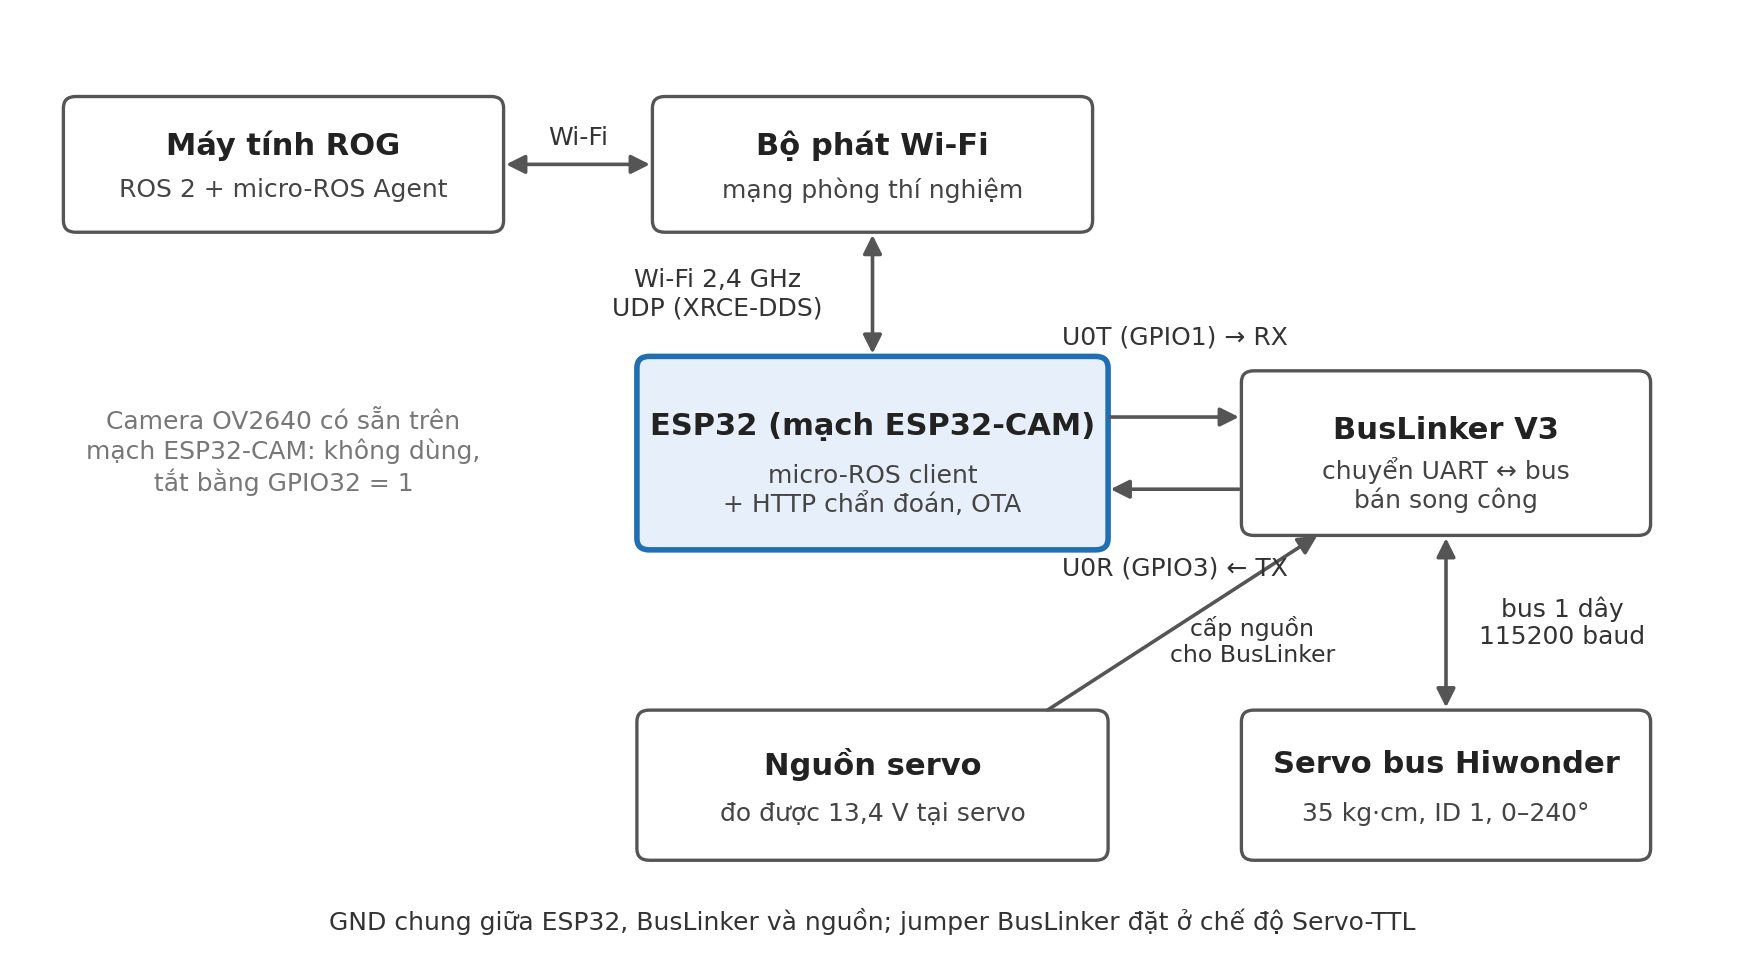 Máy tính ROG
ROS 2 + micro-ROS Agent
Wi-Fi
Bộ phát Wi-Fi
mạng phòng thí nghiệm
Wi-Fi 2,4 GHz
UDP (XRCE-DDS)
U0T (GPIO1) → RX
Camera OV2640 có sẵn trên
mạch ESP32-CAM: không dùng,
tắt bằng GPIO32 = 1
ESP32 (mạch ESP32-CAM)
micro-ROS client
+ HTTP chẩn đoán, OTA
BusLinker V3
chuyển UART ↔ bus
bán song công
U0R (GPIO3) ← TX
cấp nguồn
cho BusLinker
bus 1 dây
115200 baud
Nguồn servo
đo được 13,4 V tại servo
Servo bus Hiwonder
35 kg·cm, ID 1, 0–240°
GND chung giữa ESP32, BusLinker và nguồn; jumper BusLinker đặt ở chế độ Servo-TTL